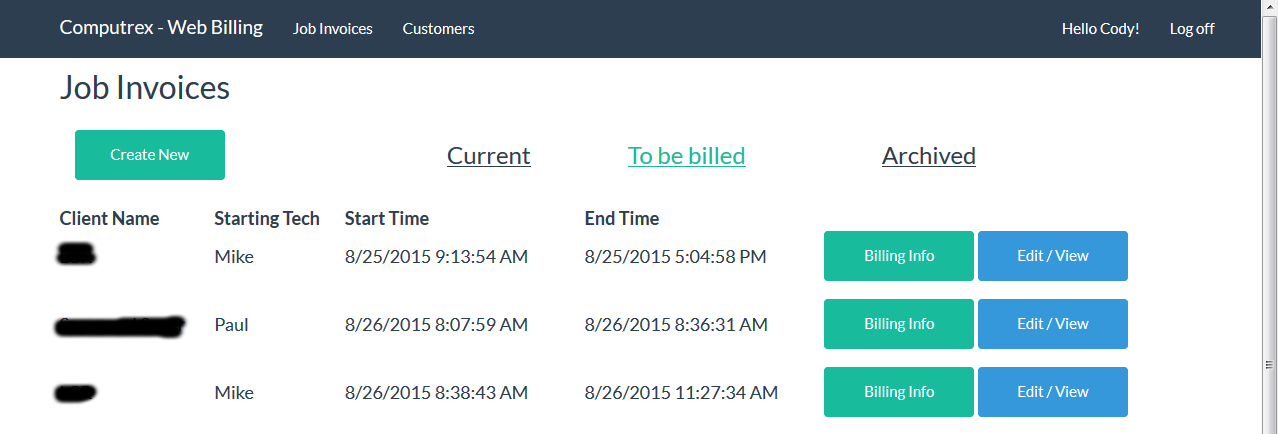 Computrex - Web Billing Job Invoices Customers Hello Cody! Log off
Job Invoices
Create New Current To be billed Archived
Client Name Starting Tech Start Time End Time
Mike 8/25/2015 9:13:54 AM 8/25/2015 5:04:58 PM Billing Info Edit / View
Paul 8/26/2015 8:07:59 AM 8/26/2015 8:36:31 AM Billing Info Edit / View
Mike 8/26/2015 8:38:43 AM 8/26/2015 11:27:34 AM Billing Info Edit / View